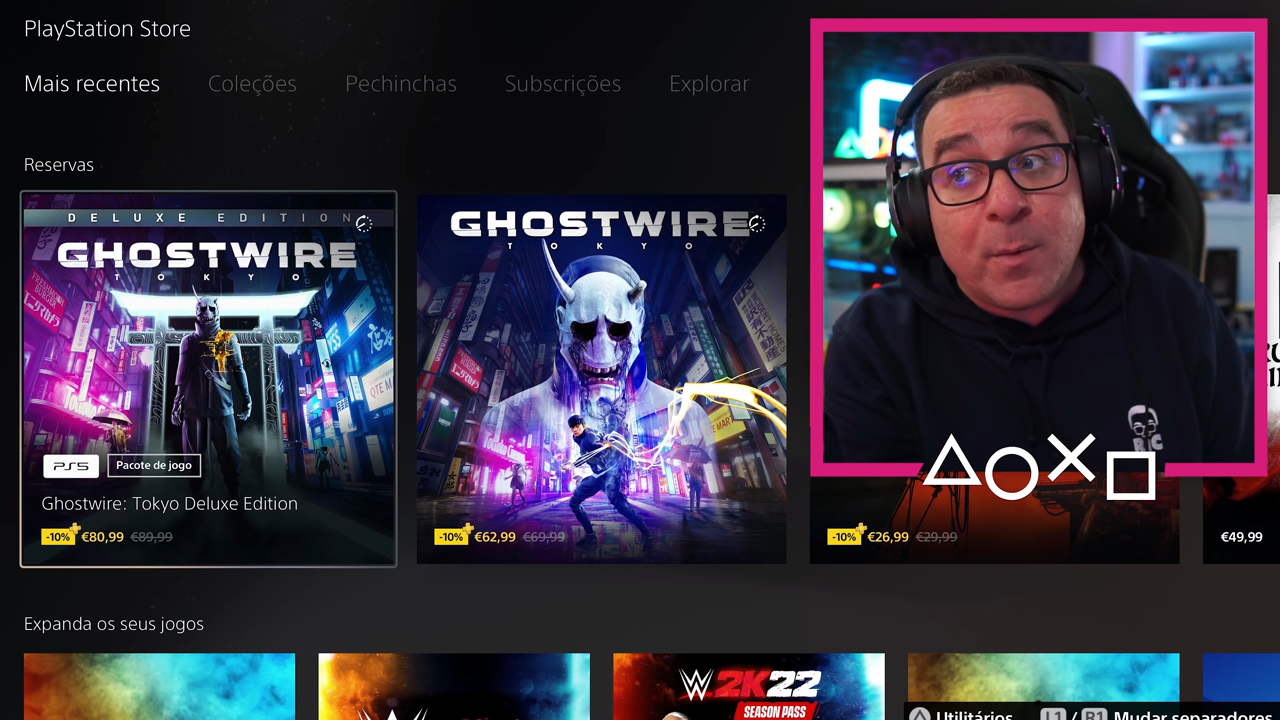 PlayStation Store
Mais recentes
Coleções
Pechinchas
Subscrições
Explorar
Reservas
DELUXE EDITION
GHOSTWIRE
TOKYO
PS5
Pacote de jogo
Ghostwire: Tokyo Deluxe Edition
-10% €80,99 €89,99
GHOSTWIRE
TOKYO
-10% €62,99 €69,99
-10% €26,99 €29,99
€49,99
Expanda os seus jogos
W 2K22
SEASON PASS
Utilitários
L1 / R1 Mudar separadores